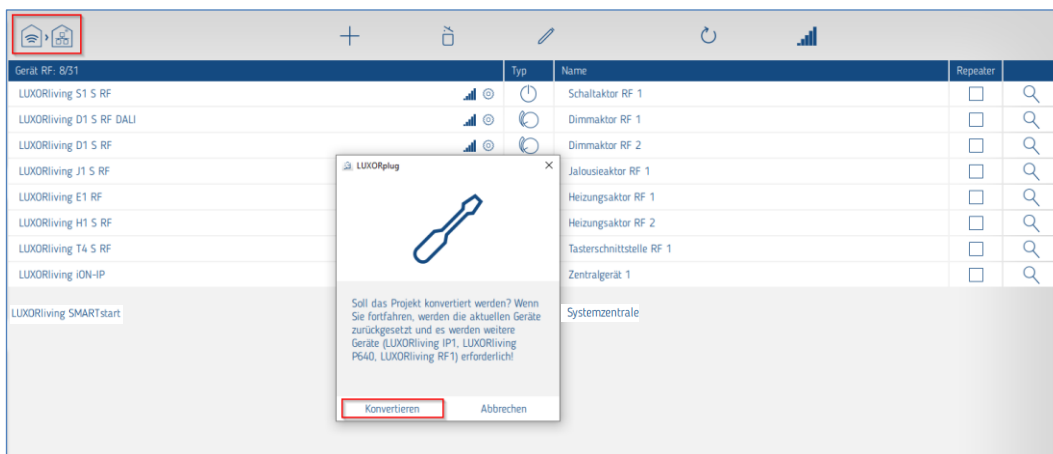 Gerät RF: 8/31 Typ Name Repeater
LUXORliving S1 S RF Schaltaktor RF 1
LUXORliving D1 S RF DALI Dimmaktor RF 1
LUXORliving D1 S RF Dimmaktor RF 2
LUXORliving J1 S RF Jalousieaktor RF 1
LUXORliving E1 RF Heizungsaktor RF 1
LUXORliving H1 S RF Heizungsaktor RF 2
LUXORliving T4 S RF Tasterschnittstelle RF 1
LUXORliving iON-IP Zentralgerät 1
LUXORliving SMARTstart Systemzentrale
LUXORplug
Soll das Projekt konvertiert werden? Wenn
Sie fortfahren, werden die aktuellen Geräte
zurückgesetzt und es werden weitere
Geräte (LUXORliving IP1, LUXORliving
P640, LUXORliving RF1) erforderlich!
Konvertieren Abbrechen